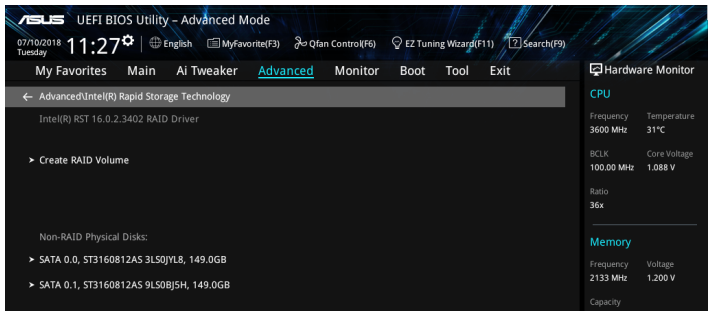 ASUS UEFI BIOS Utility – Advanced Mode
07/10/2018 Tuesday 11:27 English MyFavorite(F3) Qfan Control(F6) EZ Tuning Wizard(F11) Search(F9)
My Favorites Main Ai Tweaker Advanced Monitor Boot Tool Exit
Advanced\Intel(R) Rapid Storage Technology
Intel(R) RST 16.0.2.3402 RAID Driver
Create RAID Volume
Non-RAID Physical Disks:
SATA 0.0, ST3160812AS 3LS0JYL8, 149.0GB
SATA 0.1, ST3160812AS 9LS0BJ5H, 149.0GB
Hardware Monitor
CPU
Frequency Temperature
3600 MHz 31°C
BCLK Core Voltage
100.00 MHz 1.088 V
Ratio
36x
Memory
Frequency Voltage
2133 MHz 1.200 V
Capacity